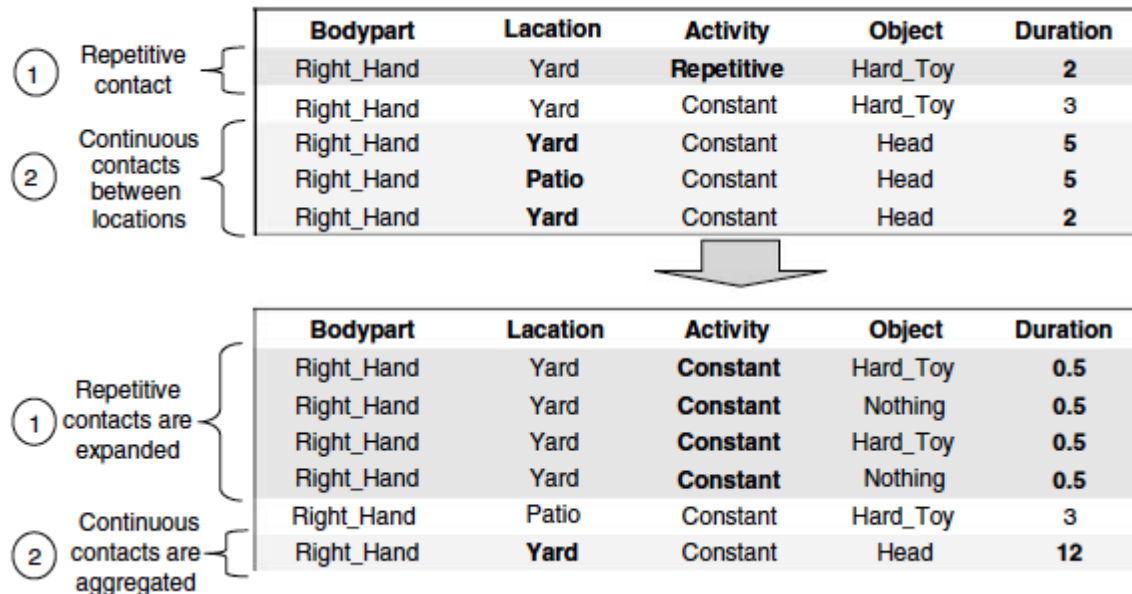 Bodypart Lacation Activity Object Duration
1 Repetitive contact Right_Hand Yard Repetitive Hard_Toy 2
Right_Hand Yard Constant Hard_Toy 3
2 Continuous contacts between locations Right_Hand Yard Constant Head 5
Right_Hand Patio Constant Head 5
Right_Hand Yard Constant Head 2
Bodypart Lacation Activity Object Duration
1 Repetitive contacts are expanded Right_Hand Yard Constant Hard_Toy 0.5
Right_Hand Yard Constant Nothing 0.5
Right_Hand Yard Constant Hard_Toy 0.5
Right_Hand Yard Constant Nothing 0.5
Right_Hand Patio Constant Hard_Toy 3
2 Continuous contacts are aggregated Right_Hand Yard Constant Head 12